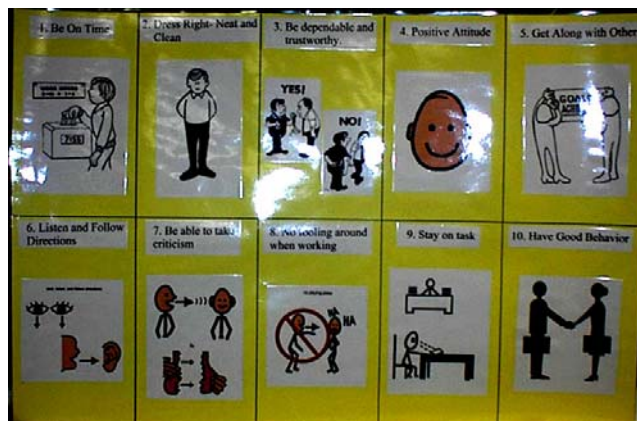 1. Be On Time
2. Dress Right- Neat and
Clean
3. Be dependable and
trustworthy.
4. Positive Attitude
5. Get Along with Other
YES!
NO!
GOALS
6. Listen and Follow
Directions
7. Be able to take
criticism
8. No fooling around
when working
9. Stay on task
10. Have Good Behavior
HA
HA